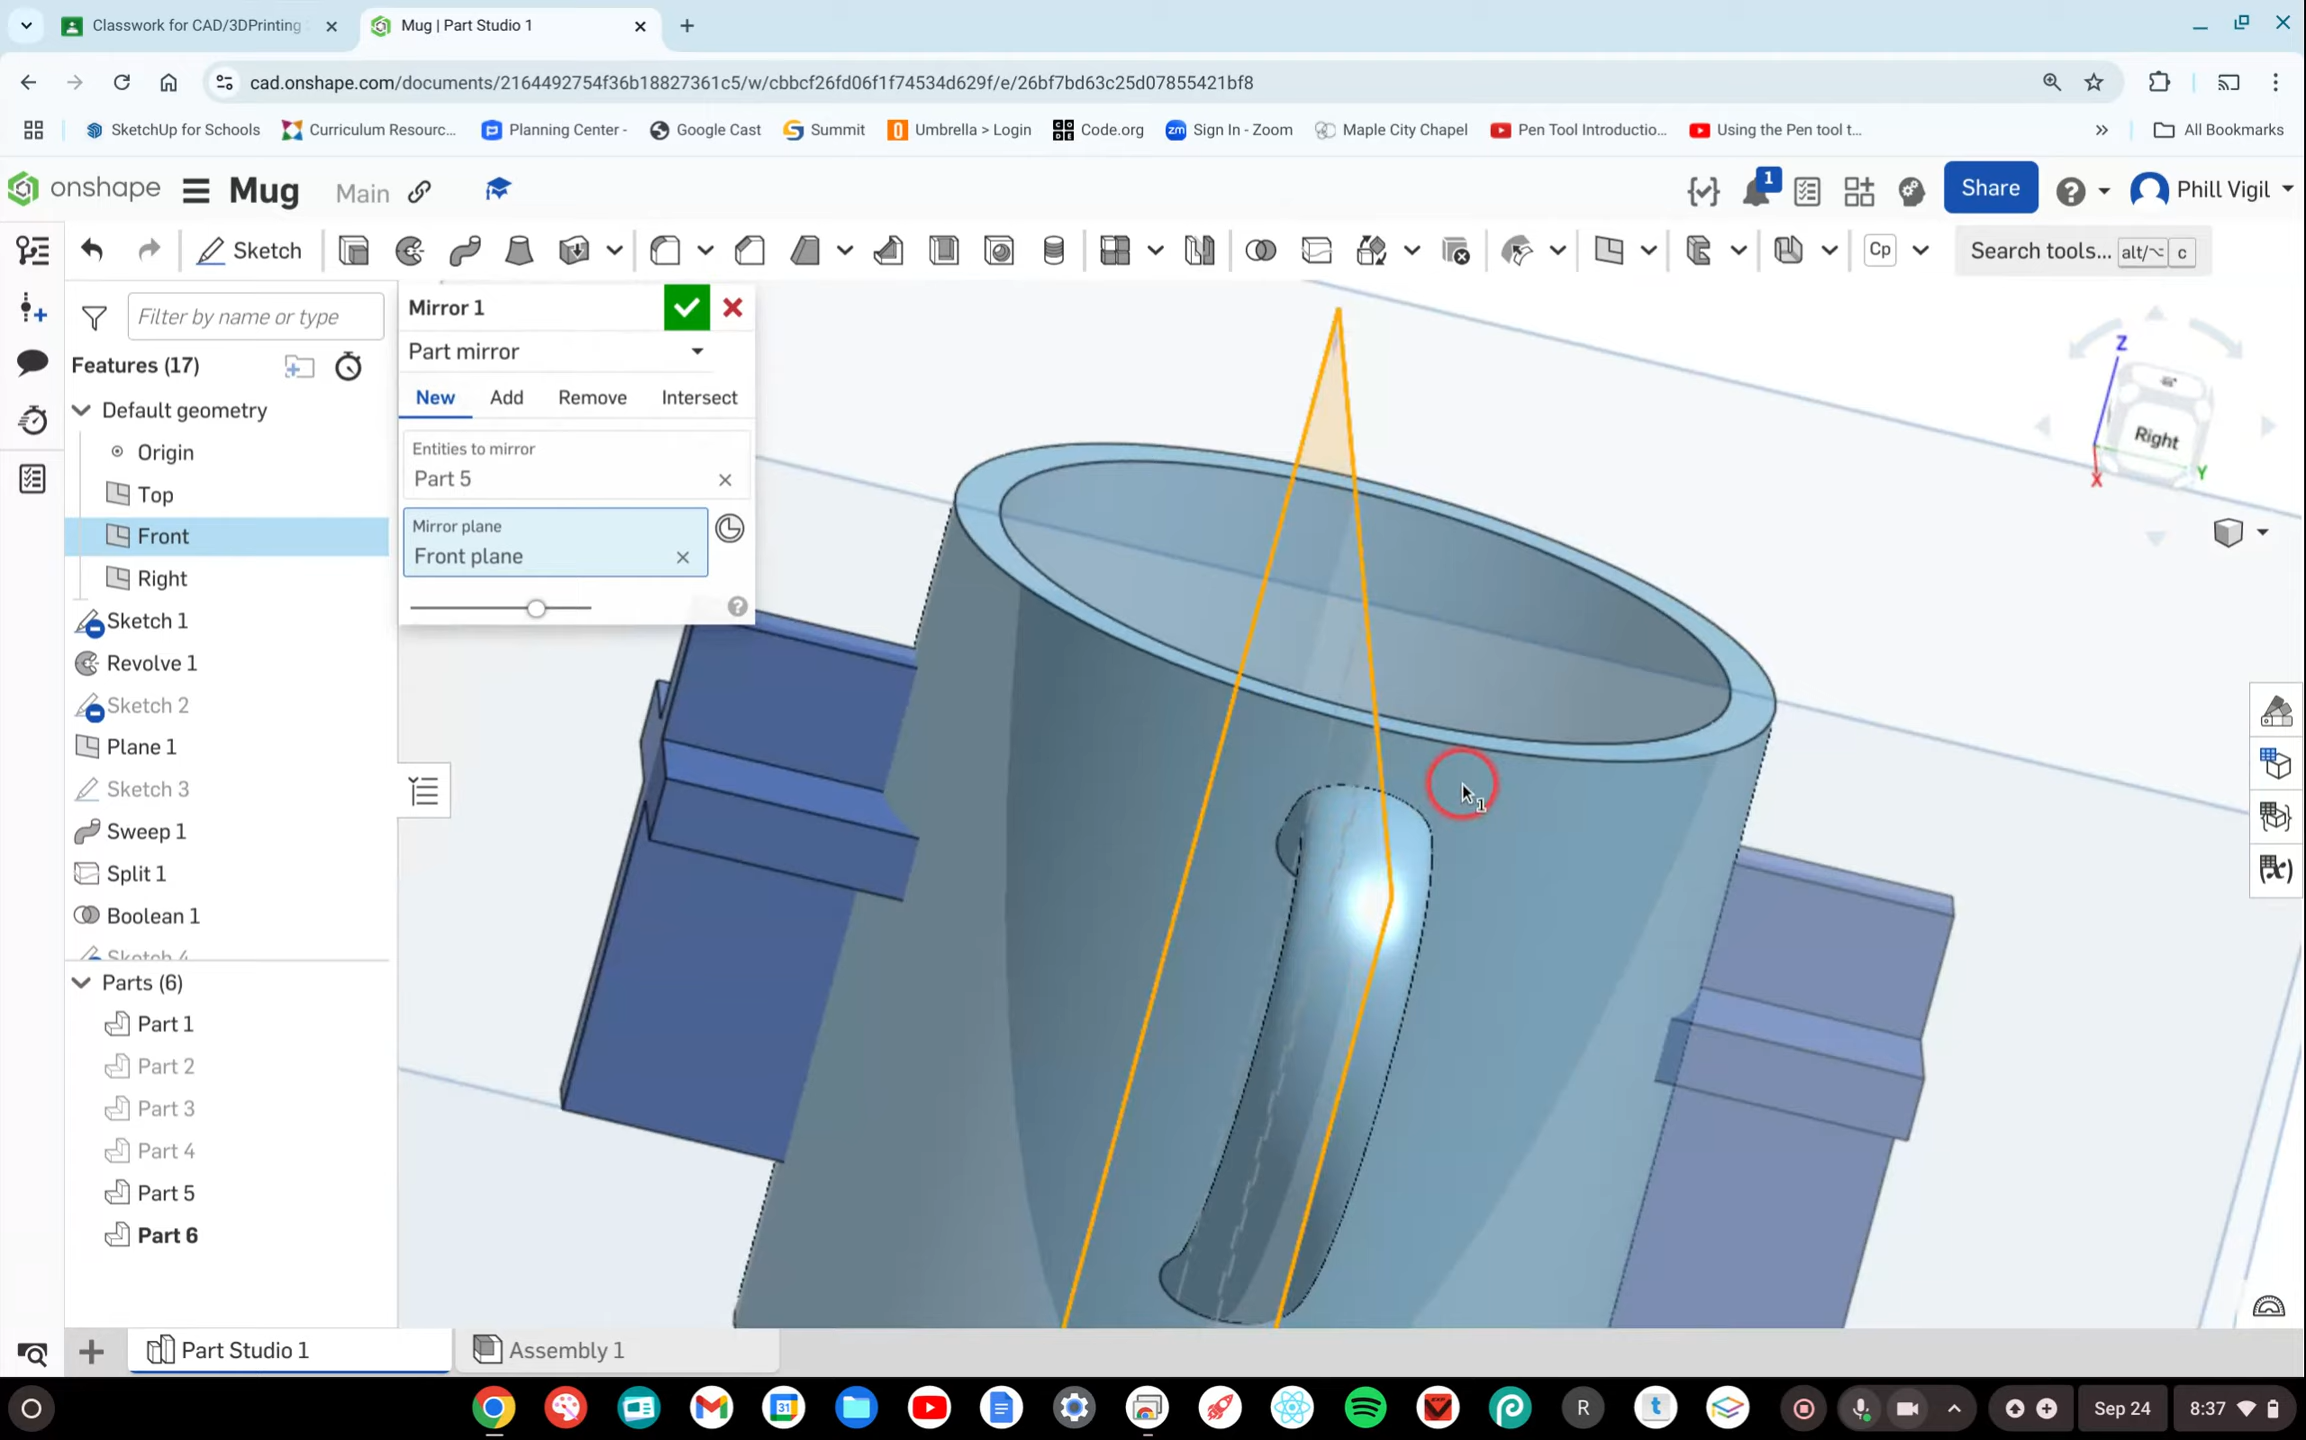 Classwork for CAD/3DPrinting
Mug | Part Studio 1
cad.onshape.com/documents/2164492754f36b18827361c5/w/cbbcf26fd06f1f74534d629f/e/26bf7bd63c25d07855421bf8
SketchUp for Schools
Curriculum Resourc...
Planning Center -
Google Cast
Summit
Umbrella > Login
Code.org
Sign In - Zoom
Maple City Chapel
Pen Tool Introductio...
Using the Pen tool t...
All Bookmarks
onshape
Mug
Main
1
Share
Phill Vigil
Sketch
Cp
Search tools... alt/⌥ c
Filter by name or type
Features (17)
Default geometry
Origin
Top
Front
Right
Sketch 1
Revolve 1
Sketch 2
Plane 1
Sketch 3
Sweep 1
Split 1
Boolean 1
Sketch 4
Parts (6)
Part 1
Part 2
Part 3
Part 4
Part 5
Part 6
Mirror 1
Part mirror
New Add Remove Intersect
Entities to mirror
Part 5
Mirror plane
Front plane
Z
Right
X
Y
1
Part Studio 1
Assembly 1
31
R
t
Sep 24
8:37